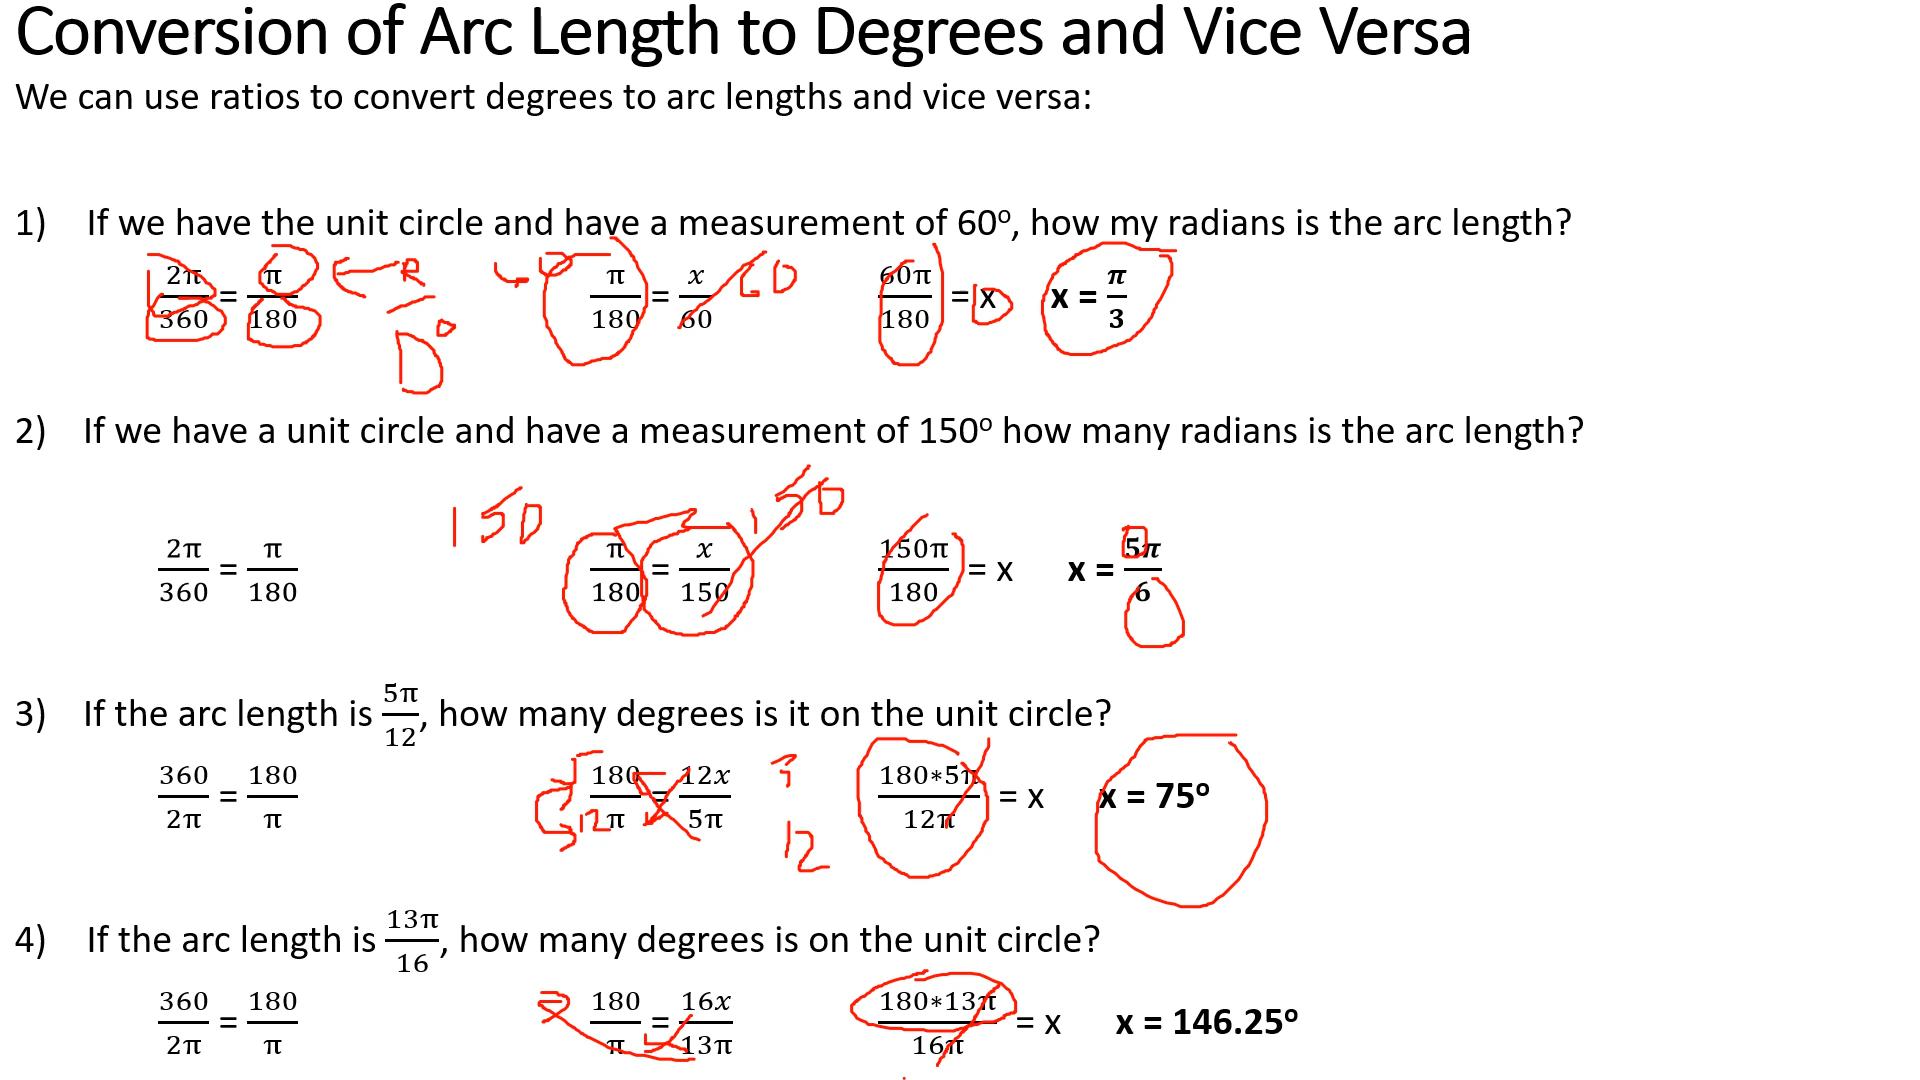 Conversion of Arc Length to Degrees and Vice Versa
We can use ratios to convert degrees to arc lengths and vice versa:
1) If we have the unit circle and have a measurement of 60º, how my radians is the arc length?
2π/360 = π/180 ← R/D° π/180 = x/60 60 60π/180 = x x = π/3
2) If we have a unit circle and have a measurement of 150º how many radians is the arc length?
150 150
2π/360 = π/180 π/180 = x/150 150π/180 = x x = 5π/6
3) If the arc length is 5π/12, how many degrees is it on the unit circle?
360/2π = 180/π 180/12π = 12x/5π 12 180*5π/12π = x x = 75º
4) If the arc length is 13π/16, how many degrees is on the unit circle?
360/2π = 180/π 180/π = 16x/13π 180*13π/16π = x x = 146.25º